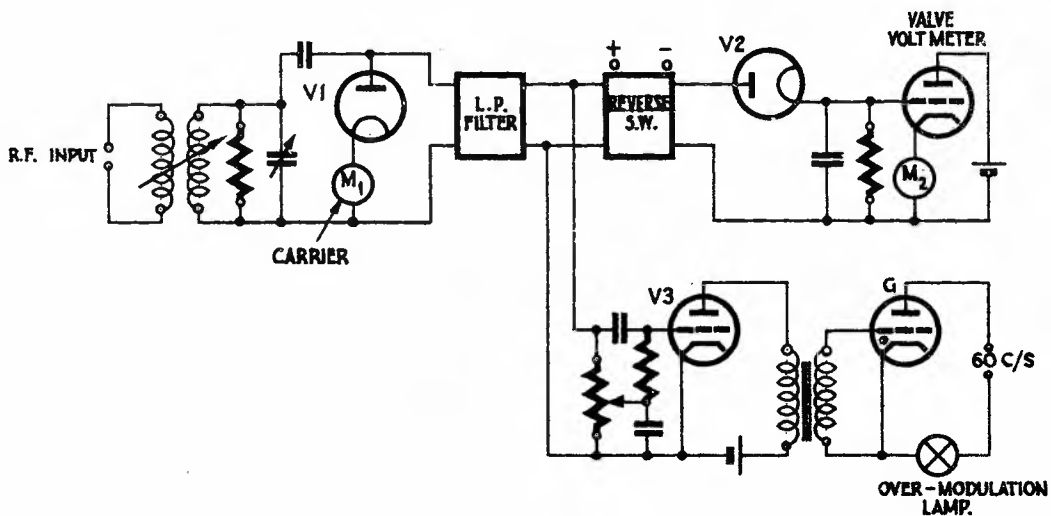 VALVE
VOLT METER
V2
+ -
V1
L.P.
FILTER
REVERSE
S.W.
R.F. INPUT
M1
M2
CARRIER
V3
G
60 C/S
OVER-MODULATION
LAMP.